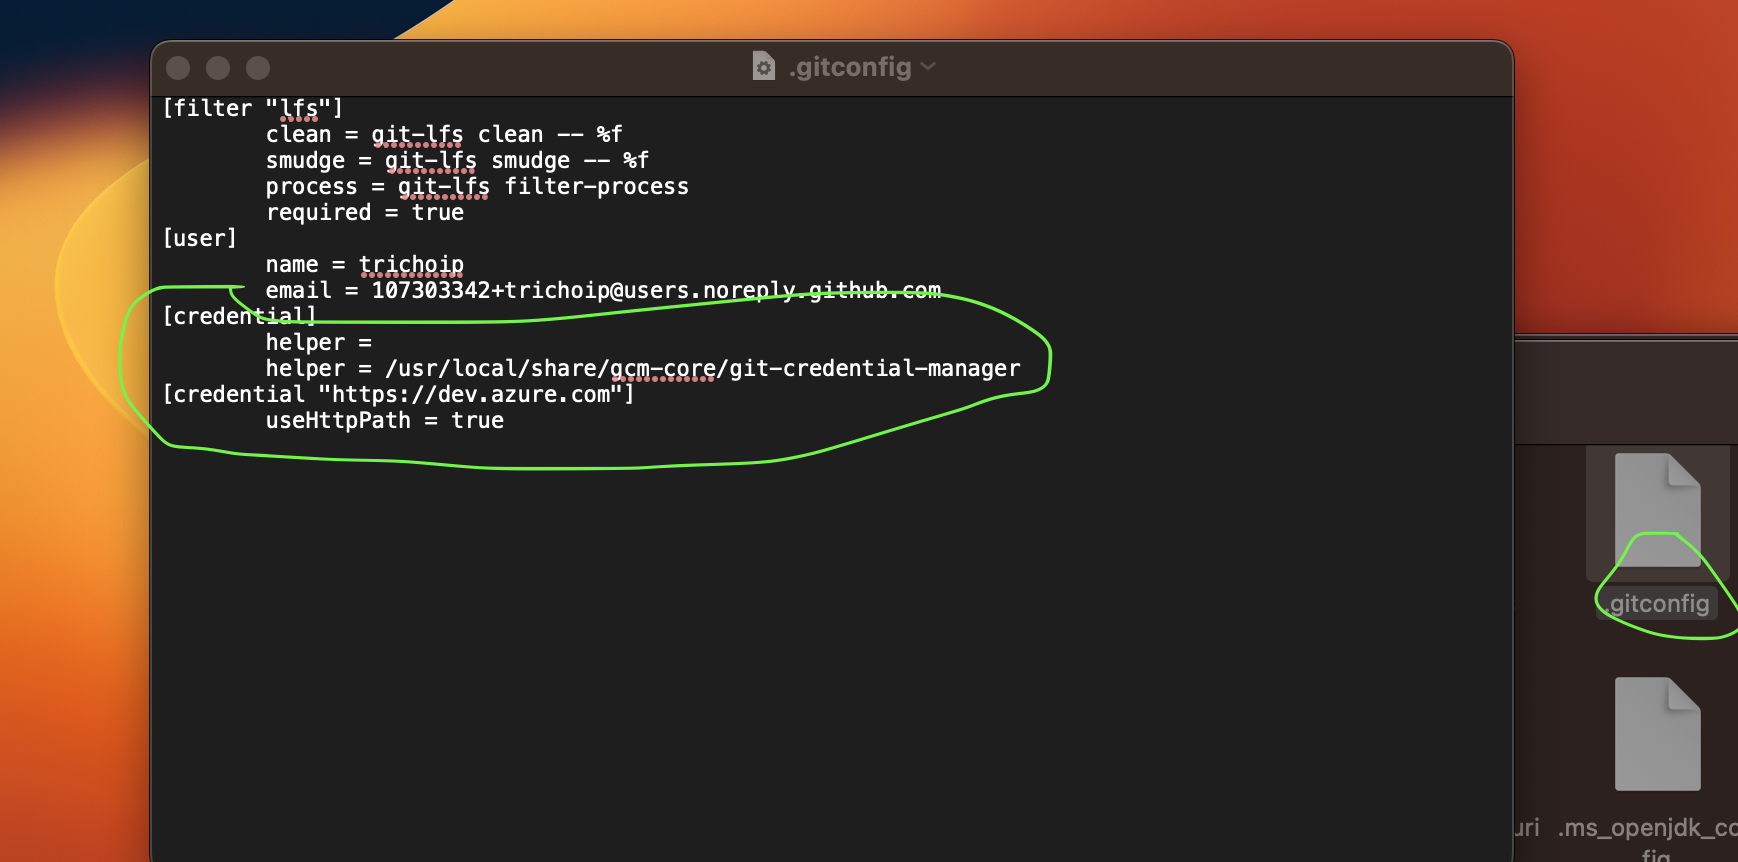 .gitconfig
[filter "lfs"]
clean = git-lfs clean -- %f
smudge = git-lfs smudge -- %f
process = git-lfs filter-process
required = true
[user]
name = trichoip
email = 107303342+trichoip@users.noreply.github.com
[credential]
helper =
helper = /usr/local/share/gcm-core/git-credential-manager
[credential "https://dev.azure.com"]
useHttpPath = true
.gitconfig
uri
.ms_openjdk_co
fig